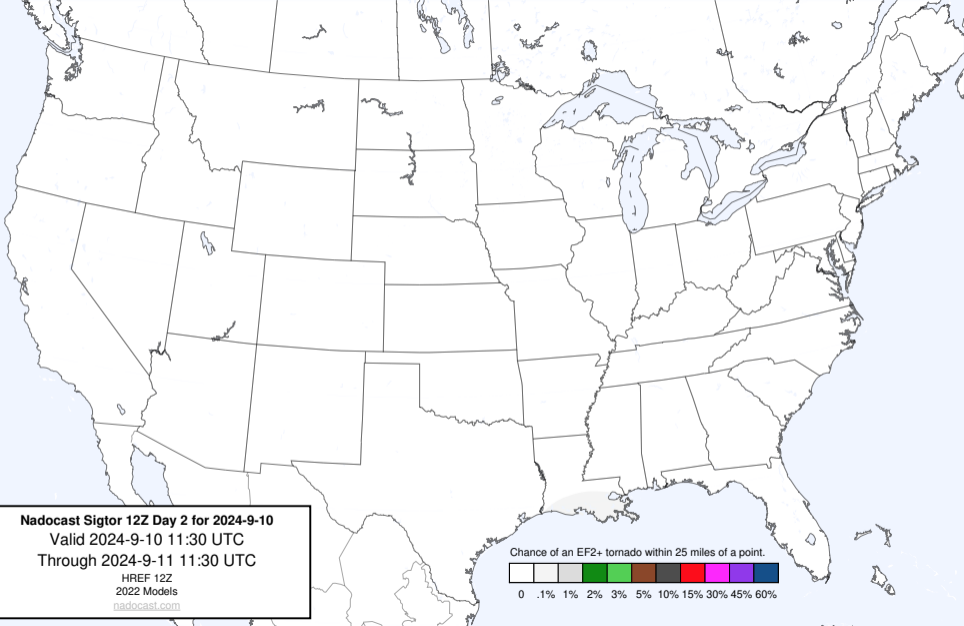 Nadocast Sigtor 12Z Day 2 for 2024-9-10
Valid 2024-9-10 11:30 UTC
Through 2024-9-11 11:30 UTC
HREF 12Z
2022 Models
nadocast.com
Chance of an EF2+ tornado within 25 miles of a point.
0 .1% 1% 2% 3% 5% 10% 15% 30% 45% 60%